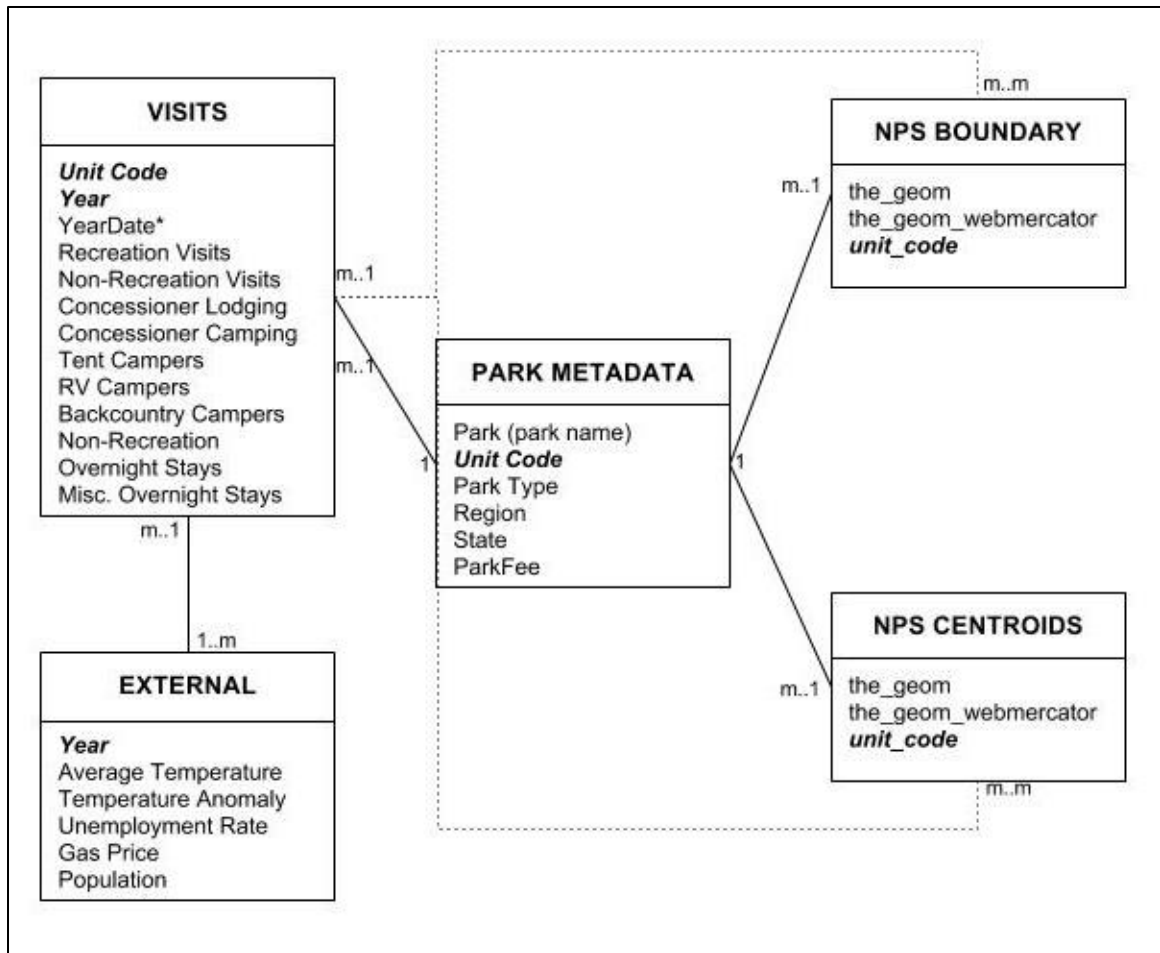 VISITS
Unit Code
Year
YearDate*
Recreation Visits
Non-Recreation Visits
Concessioner Lodging
Concessioner Camping
Tent Campers
RV Campers
Backcountry Campers
Non-Recreation
Overnight Stays
Misc. Overnight Stays
m..1
m..1
m..1
1..m
EXTERNAL
Year
Average Temperature
Temperature Anomaly
Unemployment Rate
Gas Price
Population
1
PARK METADATA
Park (park name)
Unit Code
Park Type
Region
State
ParkFee
1
m..m
NPS BOUNDARY
the_geom
the_geom_webmercator
unit_code
m..1
NPS CENTROIDS
the_geom
the_geom_webmercator
unit_code
m..1
m..m